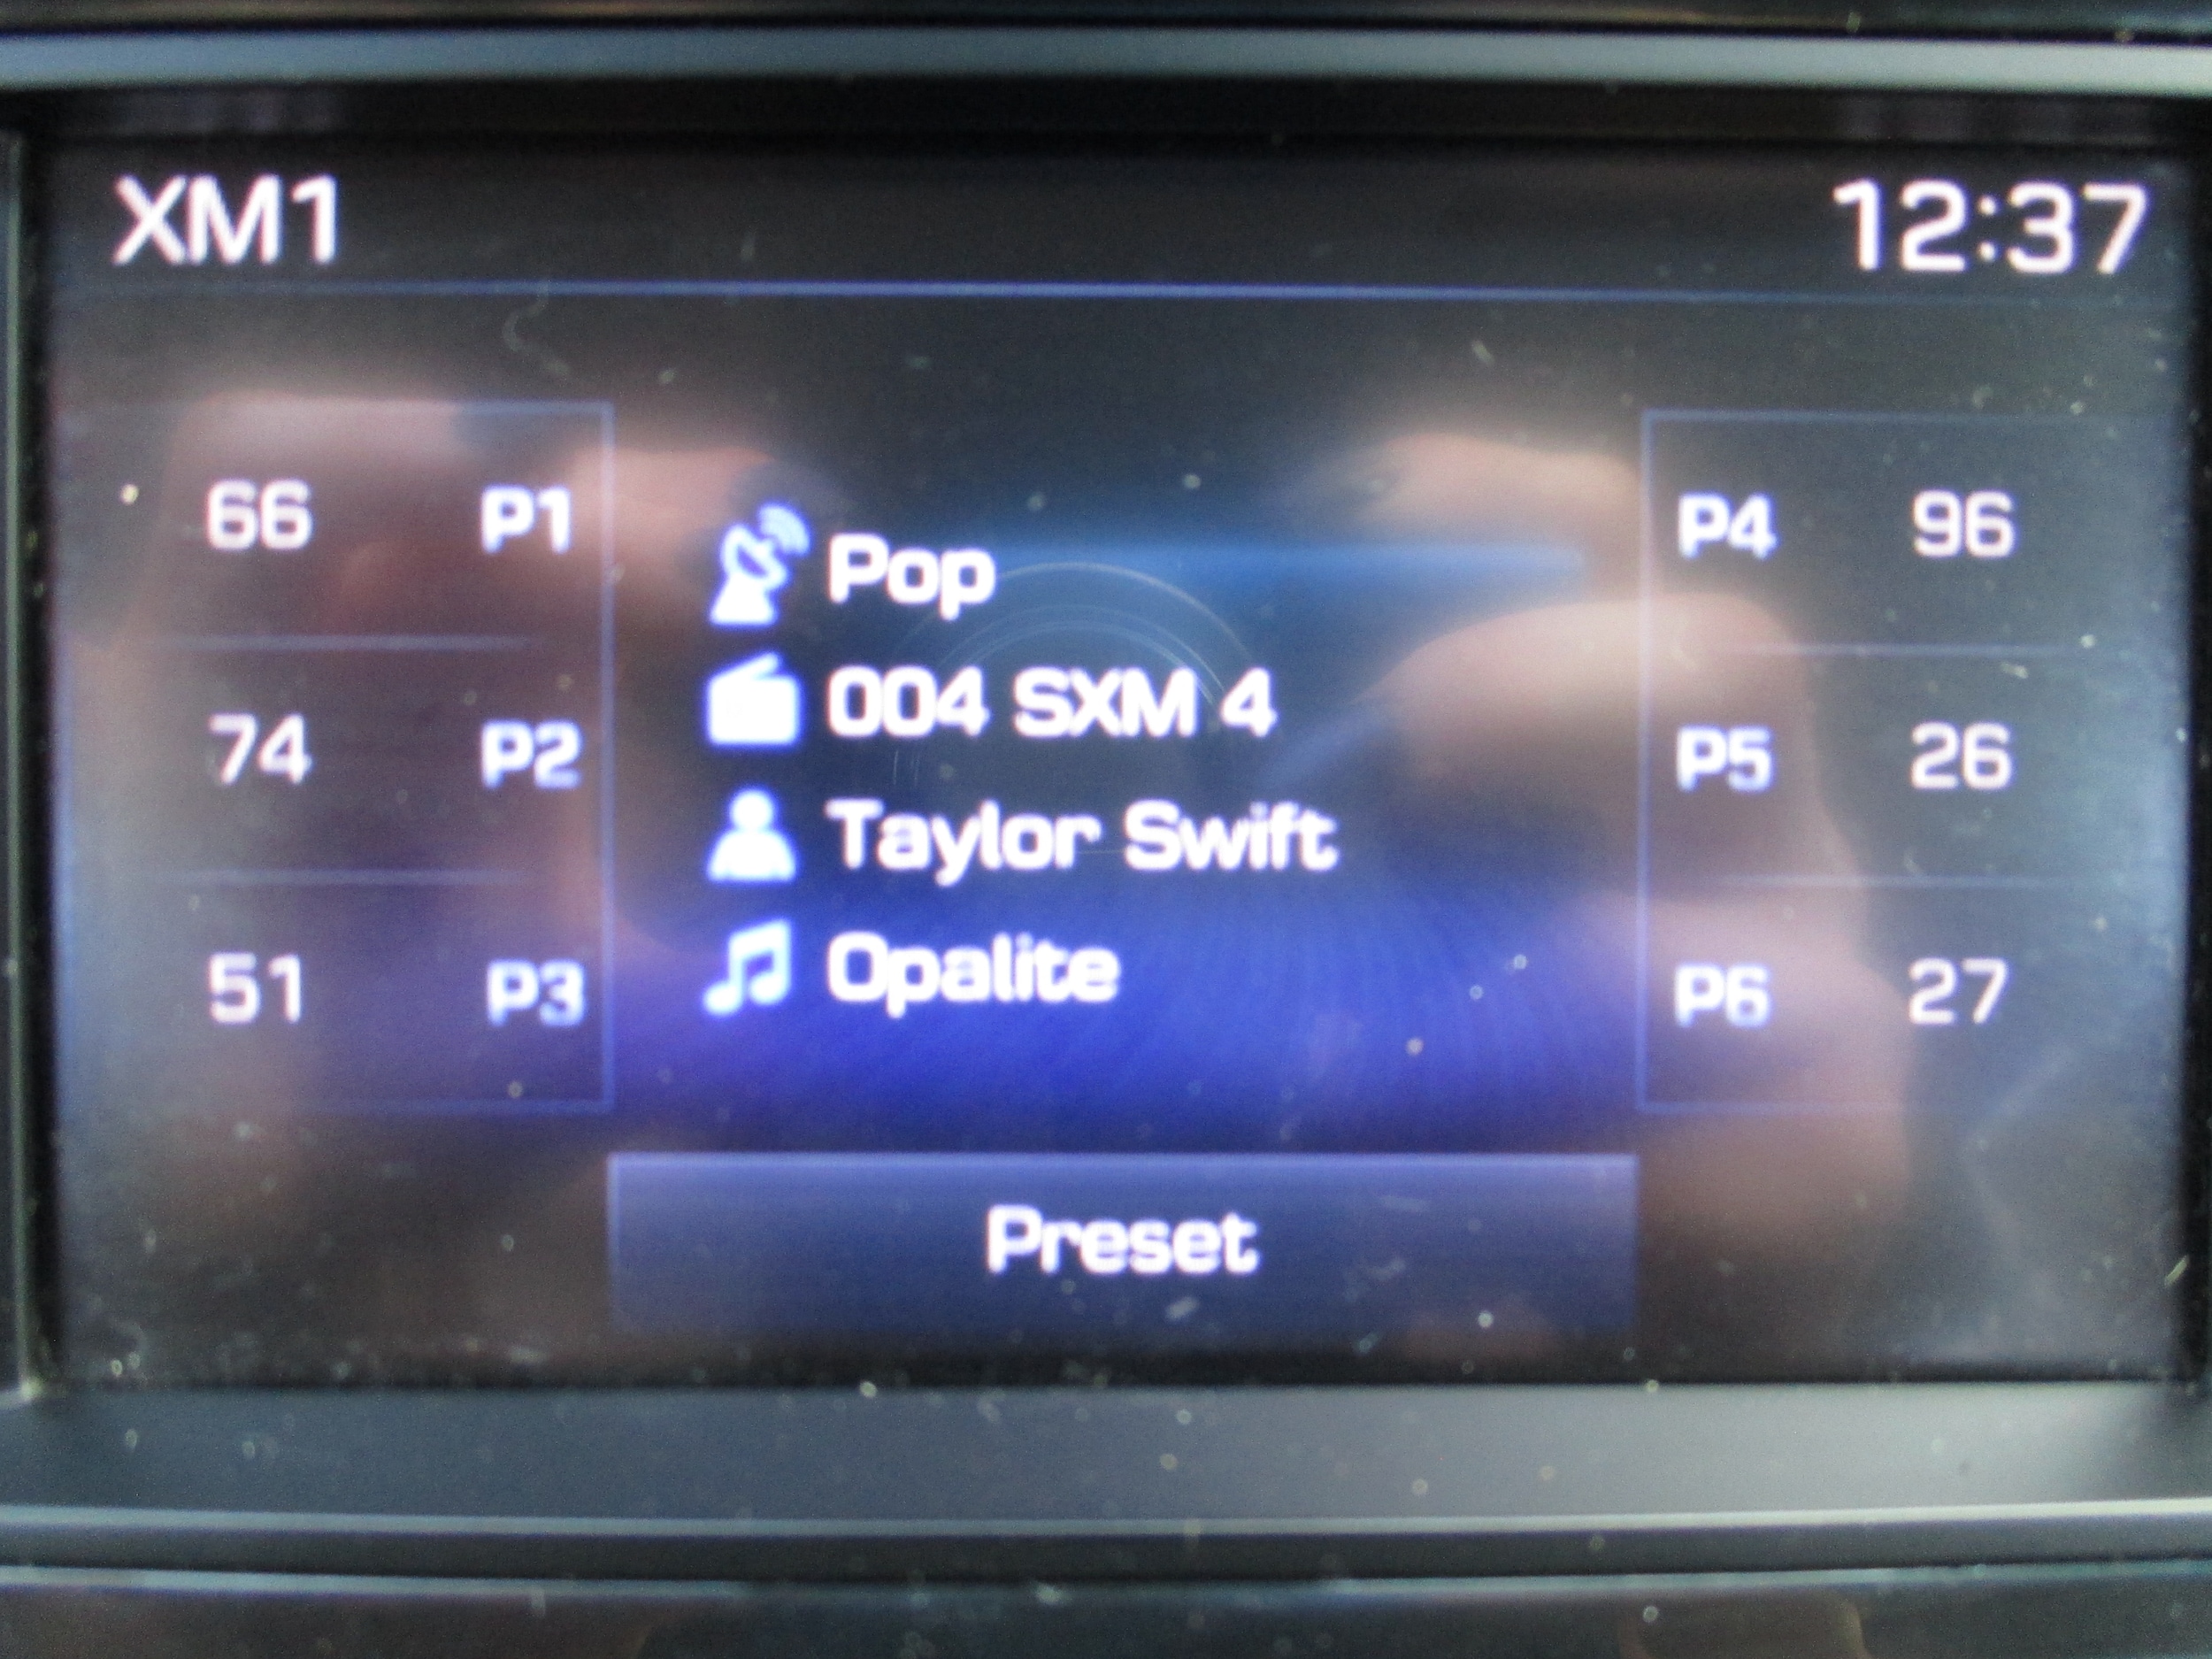 XM1 12:37
66 P1
74 P2
51 P3
Pop
004 SXM 4
Taylor Swift
Opalite
P4 96
P5 26
P6 27
Preset